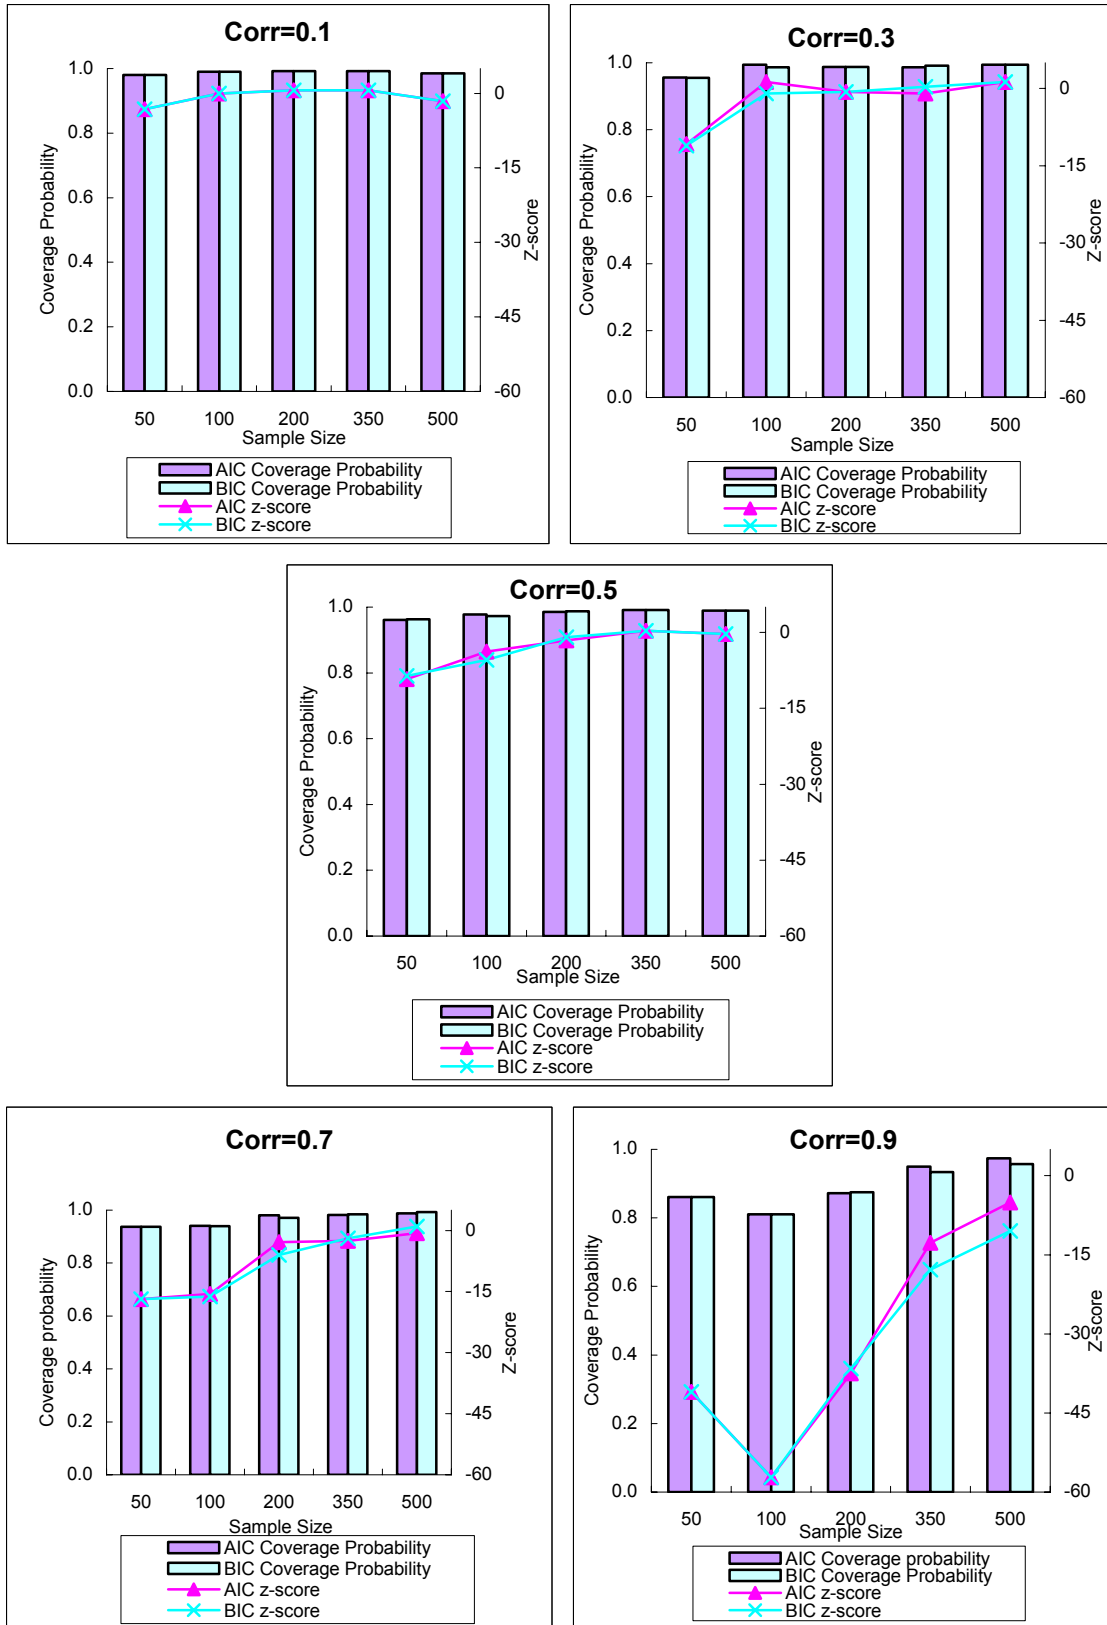 Corr=0.1
1.0
0.8
0.6
0.4
0.2
0.0
Coverage Probability
0
-15
-30
-45
-60
Z-score
50 100 200 350 500
Sample Size
AIC Coverage Probability
BIC Coverage Probability
AIC z-score
BIC z-score
Corr=0.3
1.0
0.8
0.6
0.4
0.2
0.0
Coverage Probability
0
-15
-30
-45
-60
Z-score
50 100 200 350 500
Sample Size
AIC Coverage Probability
BIC Coverage Probability
AIC z-score
BIC z-score
Corr=0.5
1.0
0.8
0.6
0.4
0.2
0.0
Coverage Probability
0
-15
-30
-45
-60
Z-score
50 100 200 350 500
Sample Size
AIC Coverage Probability
BIC Coverage Probability
AIC z-score
BIC z-score
Corr=0.7
1.0
0.8
0.6
0.4
0.2
0.0
Coverage probability
0
-15
-30
-45
-60
Z-score
50 100 200 350 500
Sample Size
AIC Coverage Probability
BIC Coverage Probability
AIC z-score
BIC z-score
Corr=0.9
1.0
0.8
0.6
0.4
0.2
0.0
Coverage Probability
0
-15
-30
-45
-60
Z-score
50 100 200 350 500
Sample Size
AIC Coverage probability
BIC Coverage Probability
AIC z-score
BIC z-score